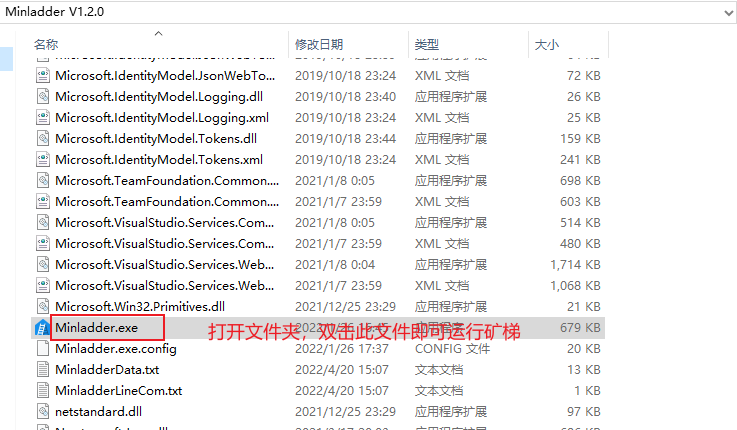 Minladder V1.2.0
名称 修改日期 类型 大小
Microsoft.IdentityModel.JsonWebTo... 2019/10/18 23:24 XML 文档 72 KB
Microsoft.IdentityModel.Logging.dll 2019/10/18 23:40 应用程序扩展 26 KB
Microsoft.IdentityModel.Logging.xml 2019/10/18 23:24 XML 文档 25 KB
Microsoft.IdentityModel.Tokens.dll 2019/10/18 23:44 应用程序扩展 159 KB
Microsoft.IdentityModel.Tokens.xml 2019/10/18 23:24 XML 文档 241 KB
Microsoft.TeamFoundation.Common.... 2021/1/8 0:05 应用程序扩展 698 KB
Microsoft.TeamFoundation.Common.... 2021/1/7 23:59 XML 文档 603 KB
Microsoft.VisualStudio.Services.Com... 2021/1/8 0:05 应用程序扩展 514 KB
Microsoft.VisualStudio.Services.Com... 2021/1/7 23:59 XML 文档 480 KB
Microsoft.VisualStudio.Services.Web... 2021/1/8 0:04 应用程序扩展 1,714 KB
Microsoft.VisualStudio.Services.Web... 2021/1/7 23:59 XML 文档 1,068 KB
Microsoft.Win32.Primitives.dll 2021/12/25 23:29 应用程序扩展 21 KB
Minladder.exe 打开文件夹，双击此文件即可运行矿梯 679 KB
Minladder.exe.config 2022/1/26 17:37 CONFIG 文件 20 KB
MinladderData.txt 2022/4/20 15:07 文本文档 13 KB
MinladderLineCom.txt 2022/4/20 15:07 文本文档 1 KB
netstandard.dll 2021/12/25 23:29 应用程序扩展 97 KB